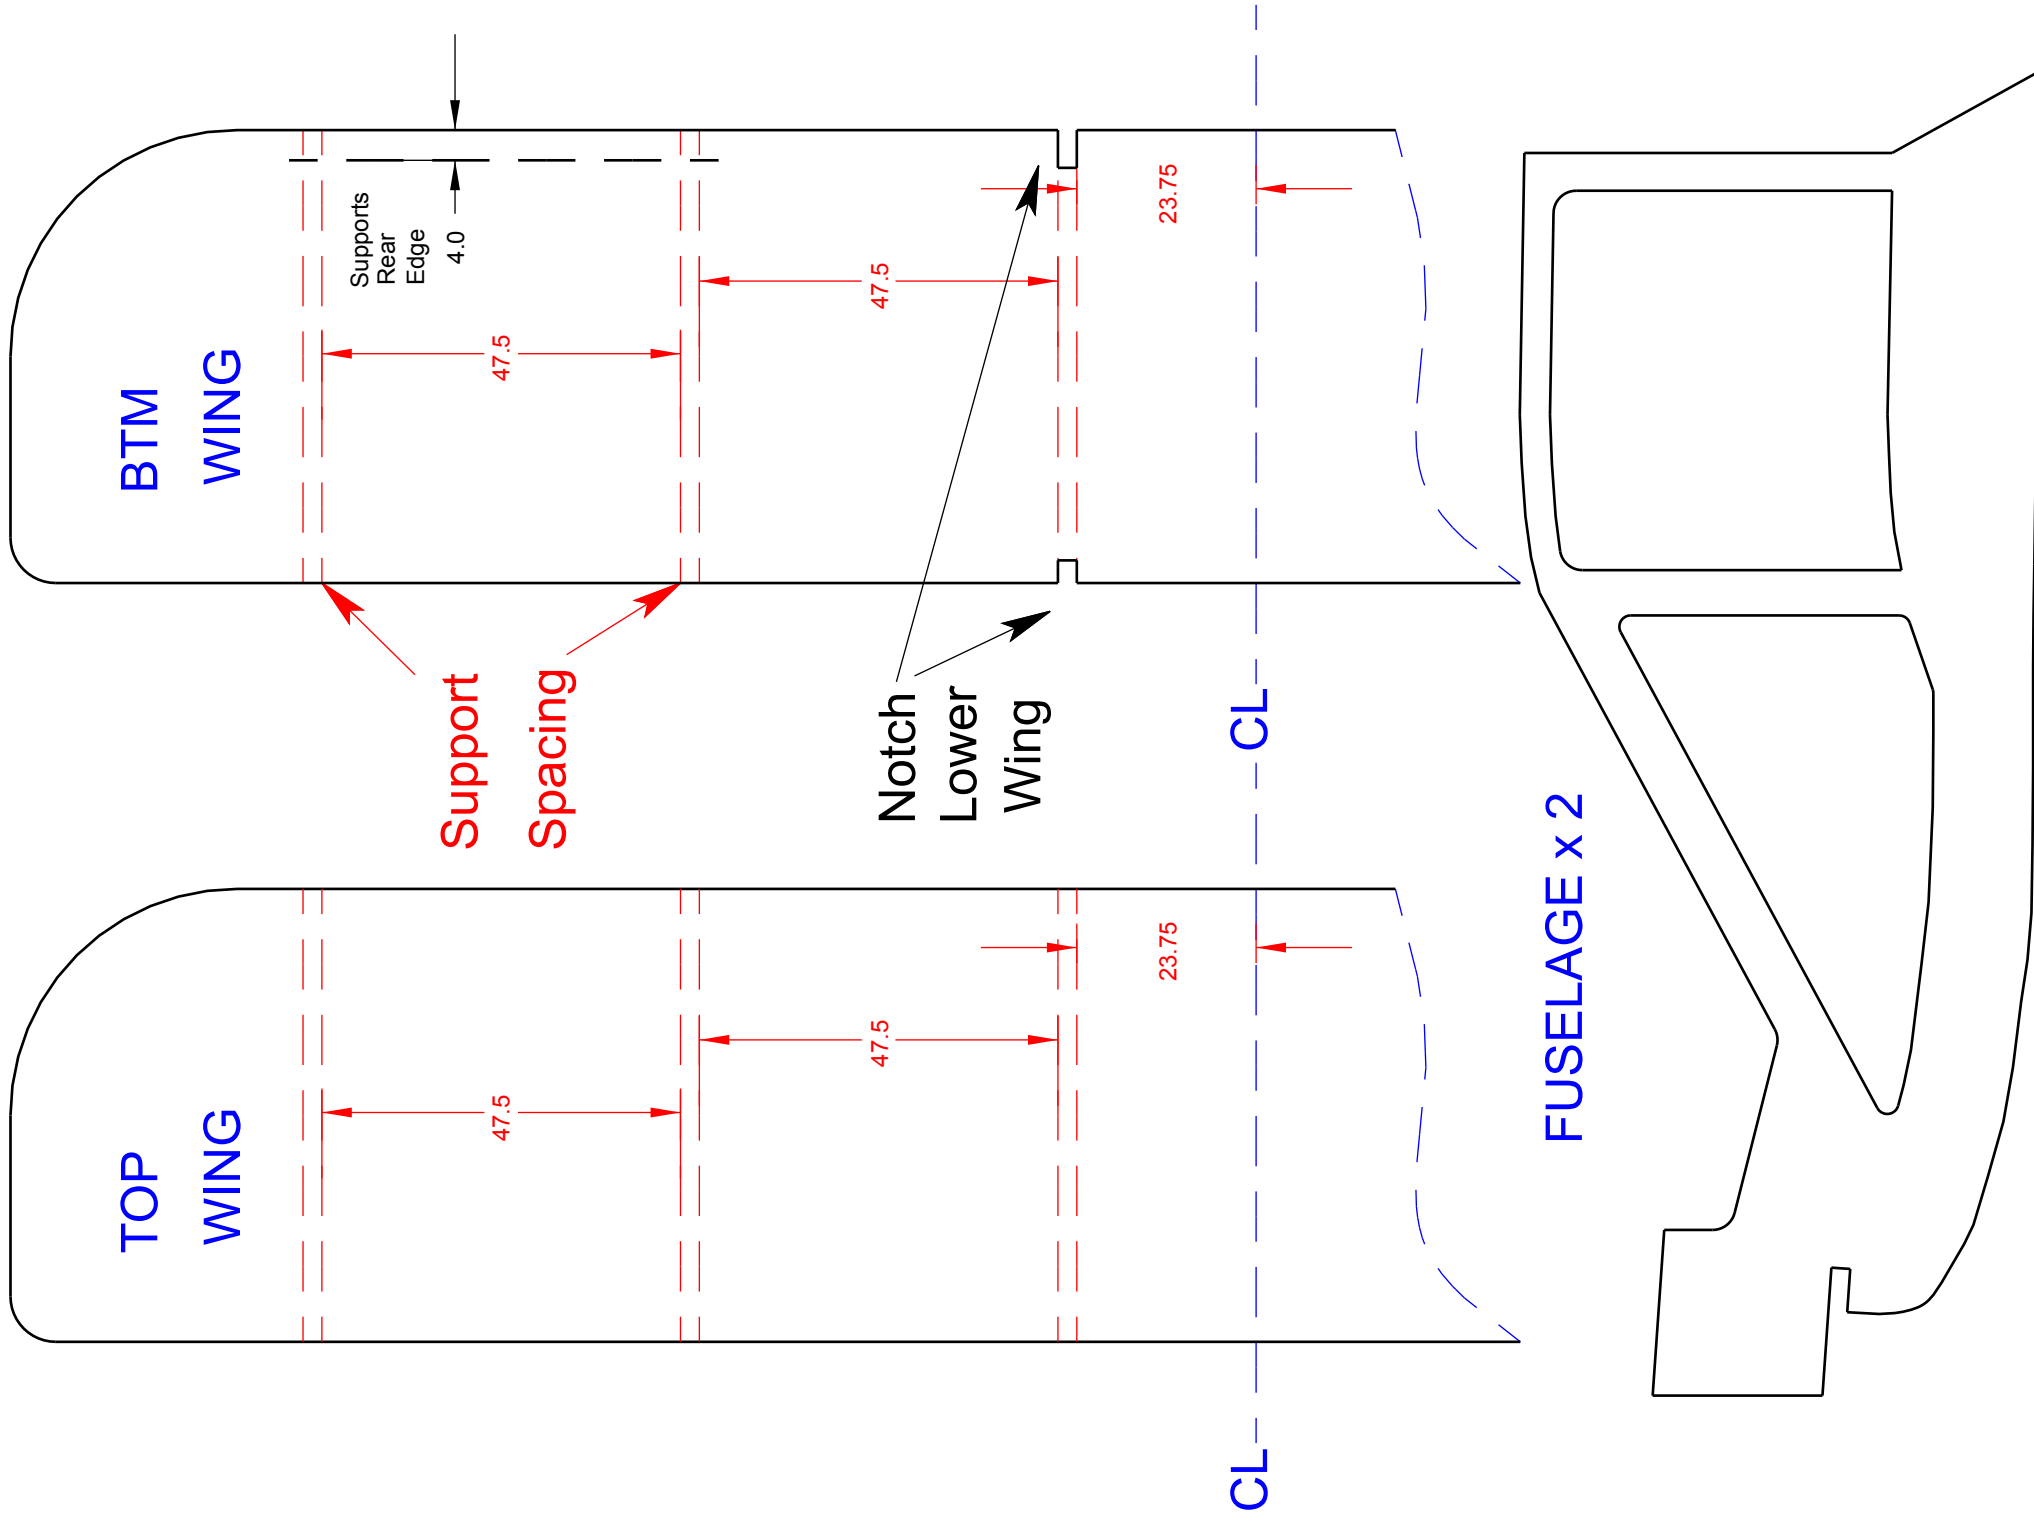 BTM
WING
Supports
Rear
Edge
4.0
47.5
47.5
23.75
Support
Spacing
Notch
Lower
Wing
CL
TOP
WING
47.5
47.5
23.75
CL
FUSELAGE x 2